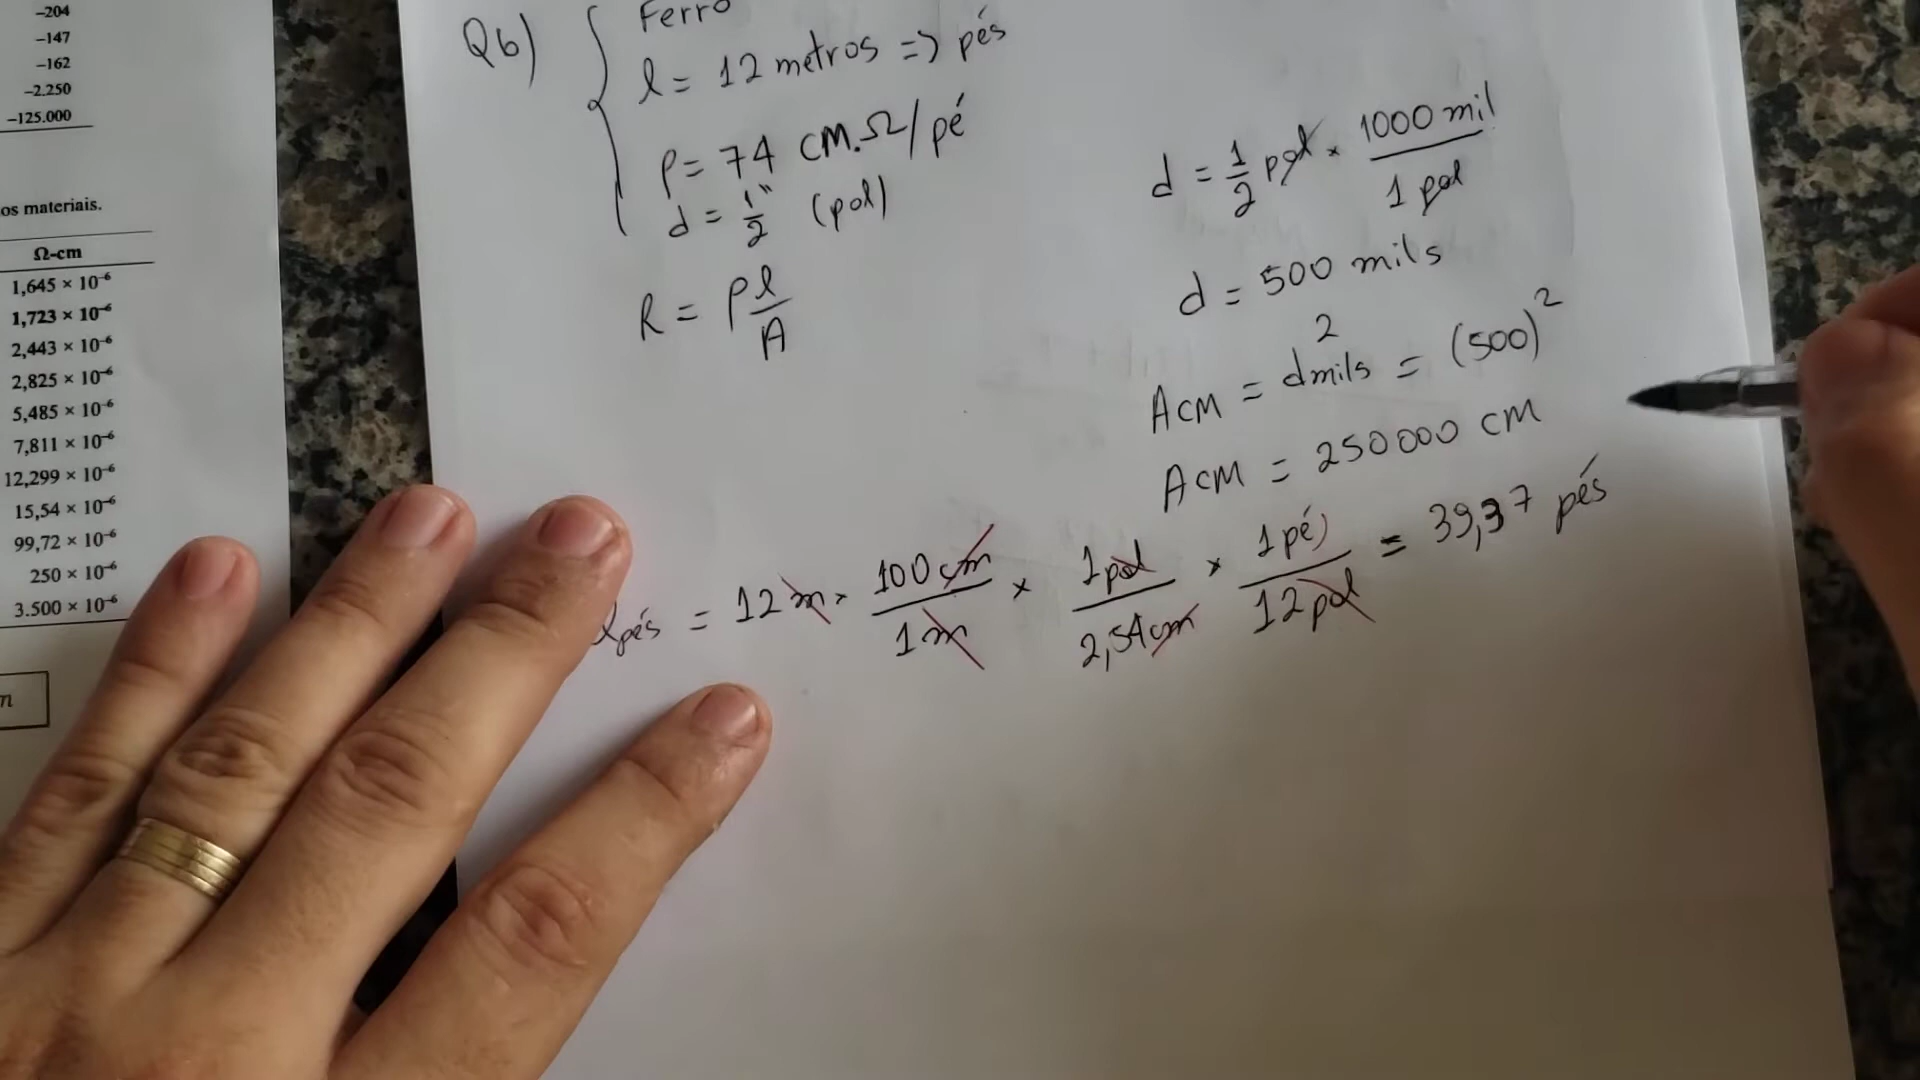 –204
–147
–162
–2.250
–125.000
os materiais.
Ω-cm
1,645 × 10⁻⁶
1,723 × 10⁻⁶
2,443 × 10⁻⁶
2,825 × 10⁻⁶
5,485 × 10⁻⁶
7,811 × 10⁻⁶
12,299 × 10⁻⁶
15,54 × 10⁻⁶
99,72 × 10⁻⁶
250 × 10⁻⁶
3.500 × 10⁻⁶
Q6) Ferro
l = 12 metros => pés
ρ = 74 CM.Ω/pé
d = 1/2" (pol)
R = ρl/A
d = 1/2 pol × 1000 mil/1 pol
d = 500 mils
ACM = d²mils = (500)²
ACM = 250000 CM
lpés = 12 m × 100 cm/1 m × 1 pol/2,54 cm × 1 pé/12 pol = 39,37 pés